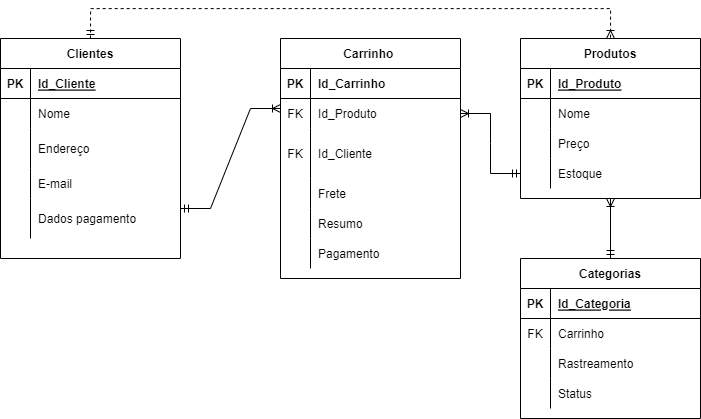 Clientes
PK Id_Cliente
Nome
Endereço
E-mail
Dados pagamento
Carrinho
PK Id_Carrinho
FK Id_Produto
FK Id_Cliente
Frete
Resumo
Pagamento
Produtos
PK Id_Produto
Nome
Preço
Estoque
Categorias
PK Id_Categoria
FK Carrinho
Rastreamento
Status